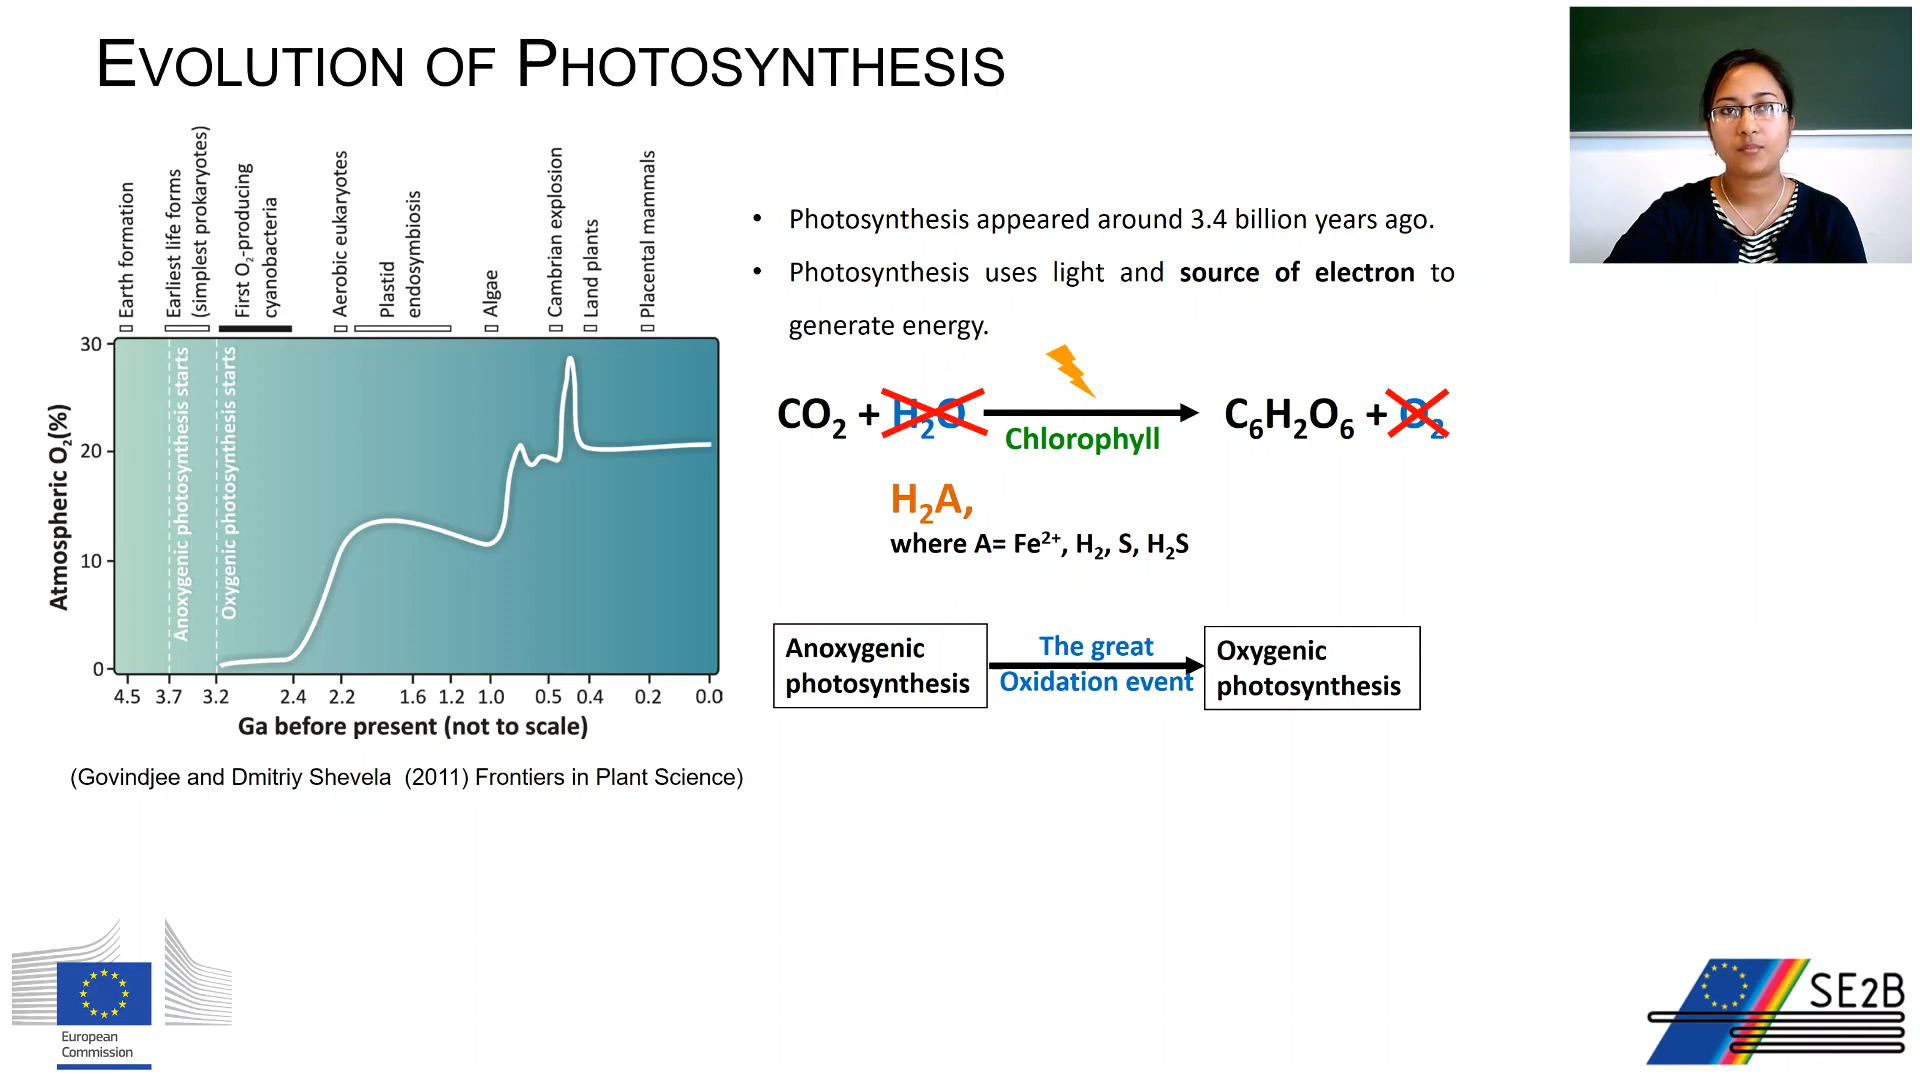 EVOLUTION OF PHOTOSYNTHESIS
Earth formation
Earliest life forms
(simplest prokaryotes)
First O₂-producing
cyanobacteria
Aerobic eukaryotes
Plastid
endosymbiosis
Algae
Cambrian explosion
Land plants
Placental mammals
30
20
10
0
Atmospheric O₂(%)
Anoxygenic photosynthesis starts
Oxygenic photosynthesis starts
4.5 3.7 3.2 2.4 2.2 1.6 1.2 1.0 0.5 0.4 0.2 0.0
Ga before present (not to scale)
(Govindjee and Dmitriy Shevela (2011) Frontiers in Plant Science)
• Photosynthesis appeared around 3.4 billion years ago.
• Photosynthesis uses light and source of electron to
generate energy.
CO₂ + H₂O
Chlorophyll
C₆H₂O₆ + O₂
H₂A,
where A= Fe²⁺, H₂, S, H₂S
Anoxygenic
photosynthesis
The great
Oxidation event
Oxygenic
photosynthesis
European
Commission
SE2B